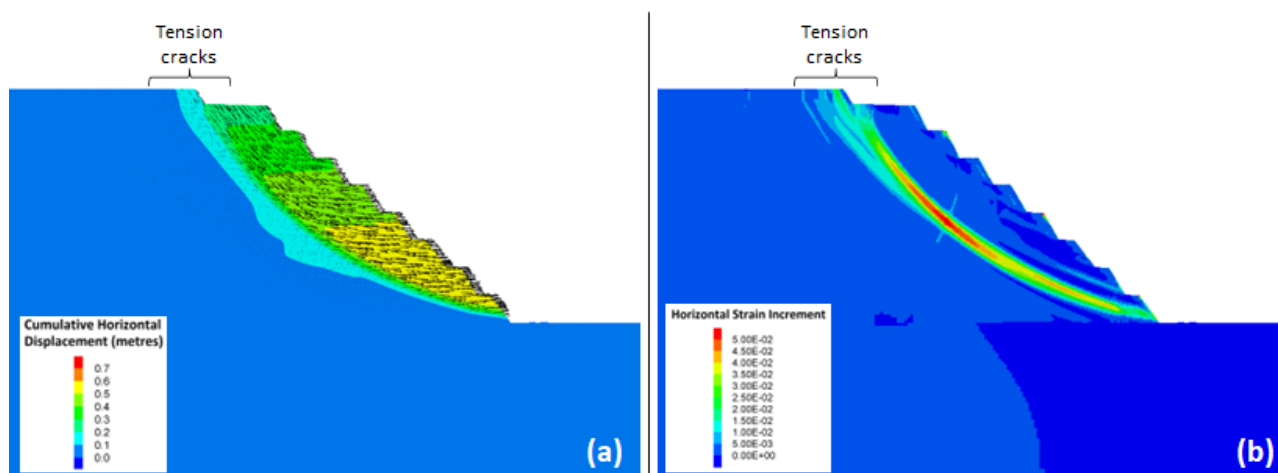 Tension
cracks
Cumulative Horizontal
Displacement (metres)
0.7
0.6
0.5
0.4
0.3
0.2
0.1
0.0
(a)
Tension
cracks
Horizontal Strain Increment
5.00E-02
4.50E-02
4.00E-02
3.00E-02
2.50E-02
2.00E-02
1.50E-02
1.00E-02
5.00E-03
0.00E+00
(b)